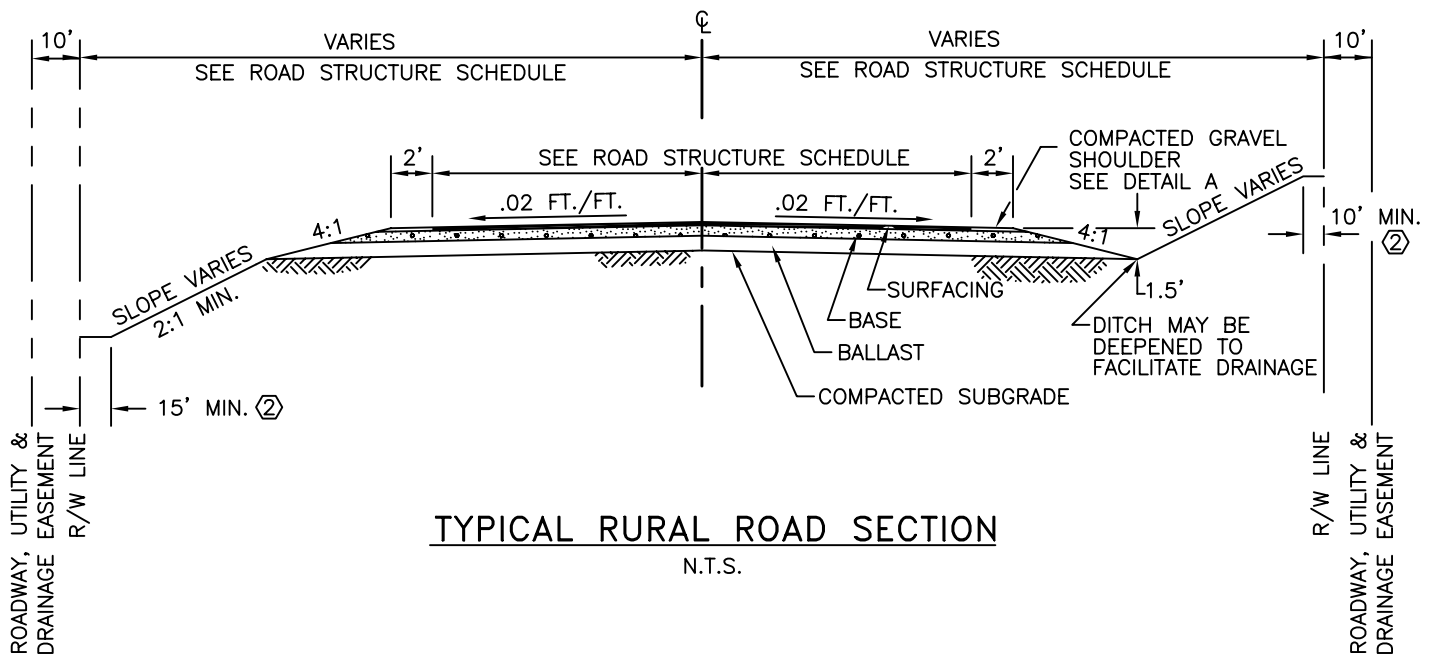 ℄
10'
VARIES
VARIES
10'
SEE ROAD STRUCTURE SCHEDULE
SEE ROAD STRUCTURE SCHEDULE
COMPACTED GRAVEL
SHOULDER
SEE DETAIL A
2'
SEE ROAD STRUCTURE SCHEDULE
2'
.02 FT./FT.
.02 FT./FT.
4:1
4:1
SLOPE VARIES
SLOPE VARIES
2:1 MIN.
10' MIN.
2
1.5'
SURFACING
BASE
BALLAST
COMPACTED SUBGRADE
DITCH MAY BE
DEEPENED TO
FACILITATE DRAINAGE
15' MIN. 2
ROADWAY, UTILITY &
DRAINAGE EASEMENT
R/W LINE
R/W LINE
ROADWAY, UTILITY &
DRAINAGE EASEMENT
TYPICAL RURAL ROAD SECTION
N.T.S.